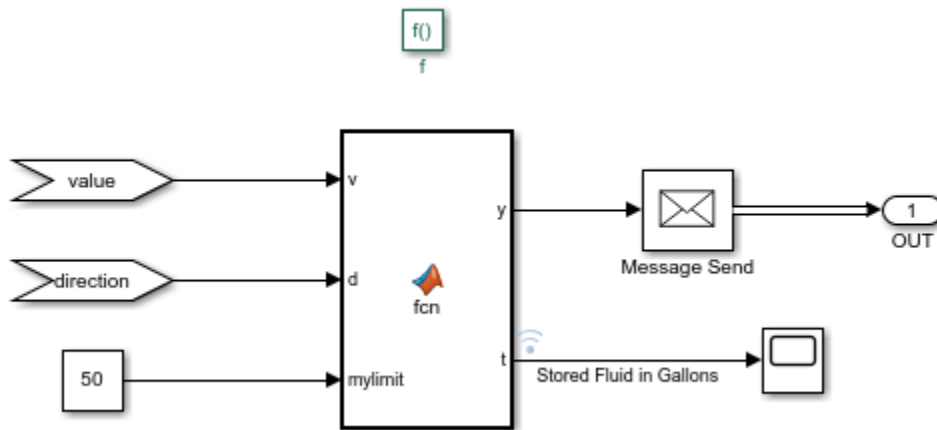 f()
f
value
v
y
1
OUT
Message Send
direction
d
fcn
50
mylimit
t
Stored Fluid in Gallons